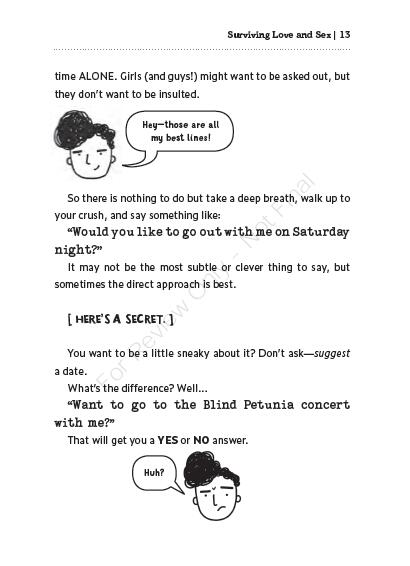 Surviving Love and Sex | 13
time ALONE. Girls (and guys!) might want to be asked out, but
they don't want to be insulted.
Hey—those are all
my best lines!
So there is nothing to do but take a deep breath, walk up to
your crush, and say something like:
"Would you like to go out with me on Saturday
night?"
It may not be the most subtle or clever thing to say, but
sometimes the direct approach is best.
[ HERE'S A SECRET. ]
You want to be a little sneaky about it? Don't ask—suggest
a date.
What's the difference? Well...
"Want to go to the Blind Petunia concert
with me?"
That will get you a YES or NO answer.
Huh?
For Review Only - Not Final